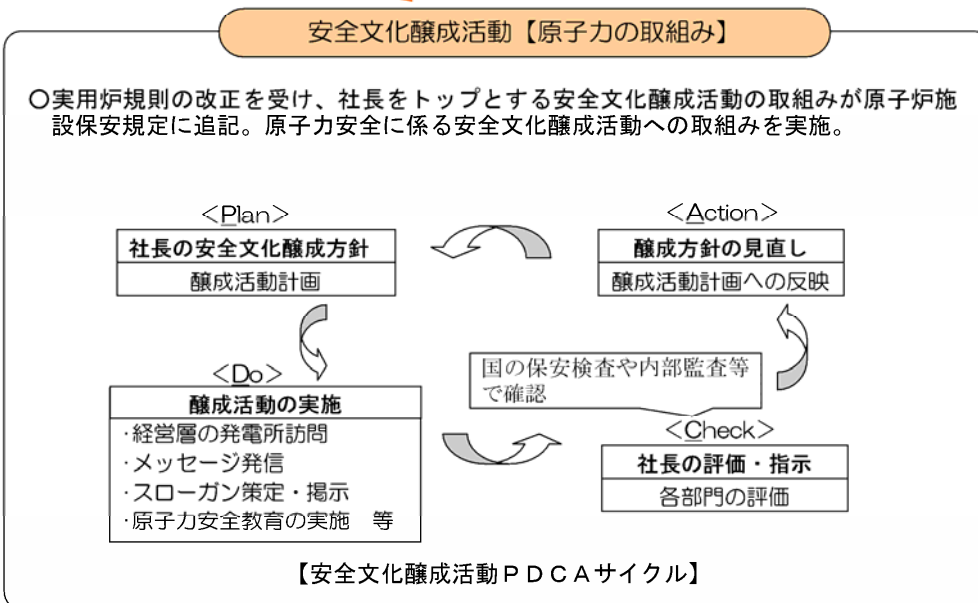 安全文化醸成活動【原子力の取組み】
○実用炉規則の改正を受け、社長をトップとする安全文化醸成活動の取組みが原子炉施
設保安規定に追記。原子力安全に係る安全文化醸成活動への取組みを実施。
<Plan>
社長の安全文化醸成方針
醸成活動計画
<Action>
醸成方針の見直し
醸成活動計画への反映
<Do>
醸成活動の実施
・経営層の発電所訪問
・メッセージ発信
・スローガン策定・掲示
・原子力安全教育の実施 等
国の保安検査や内部監査等
で確認
<Check>
社長の評価・指示
各部門の評価
【安全文化醸成活動PDCAサイクル】